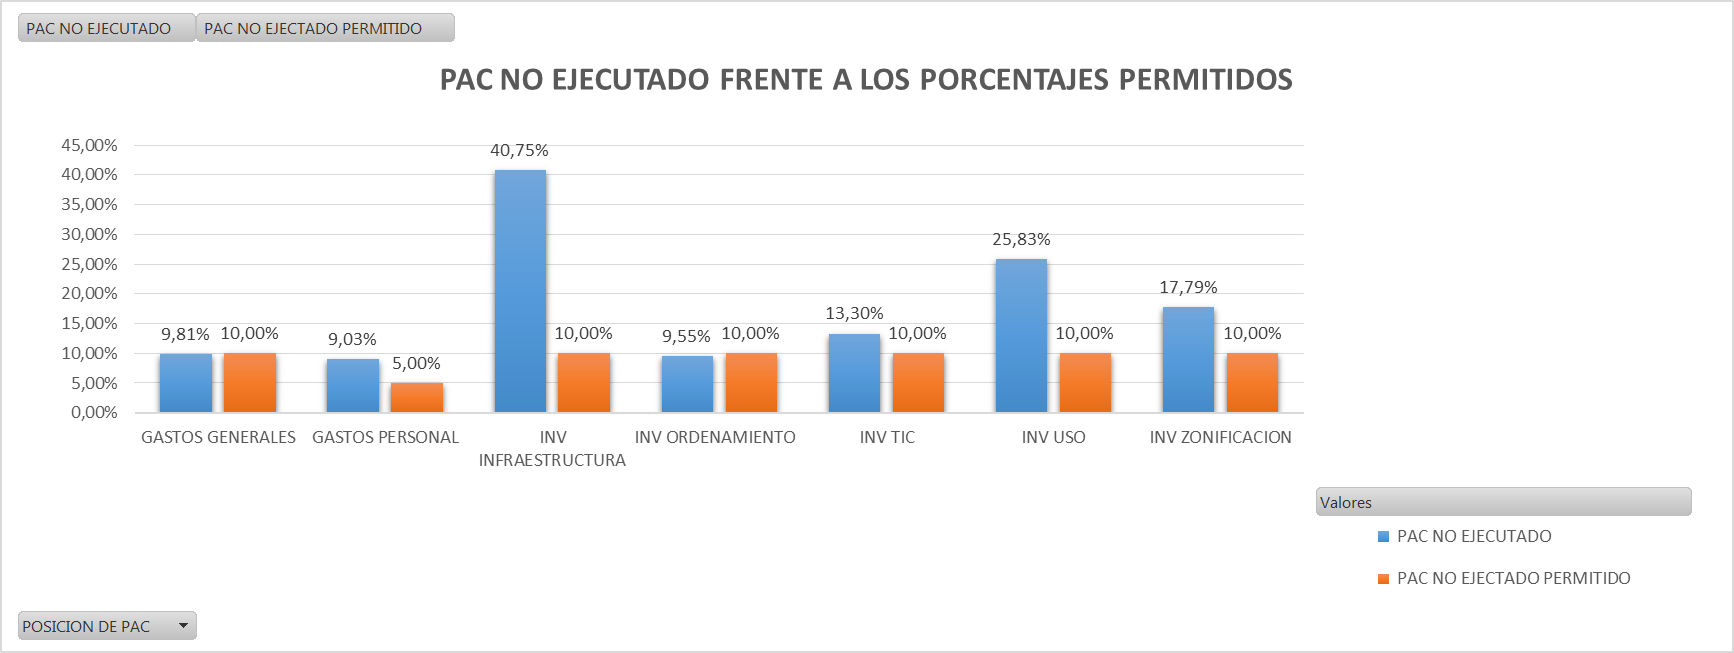 PAC NO EJECUTADO PAC NO EJECTADO PERMITIDO
PAC NO EJECUTADO FRENTE A LOS PORCENTAJES PERMITIDOS
45,00%
40,00%
35,00%
30,00%
25,00%
20,00%
15,00%
10,00%
5,00%
0,00%
9,81% 10,00%
9,03% 5,00%
40,75% 10,00%
9,55% 10,00%
13,30% 10,00%
25,83% 10,00%
17,79% 10,00%
GASTOS GENERALES
GASTOS PERSONAL
INV
INFRAESTRUCTURA
INV ORDENAMIENTO
INV TIC
INV USO
INV ZONIFICACION
Valores
PAC NO EJECUTADO
PAC NO EJECTADO PERMITIDO
POSICION DE PAC